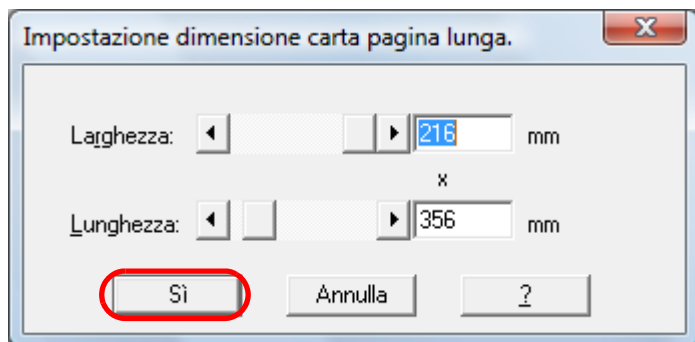 Impostazione dimensione carta pagina lunga.
Larghezza: 216 mm
x
Lunghezza: 356 mm
Sì Annulla ?